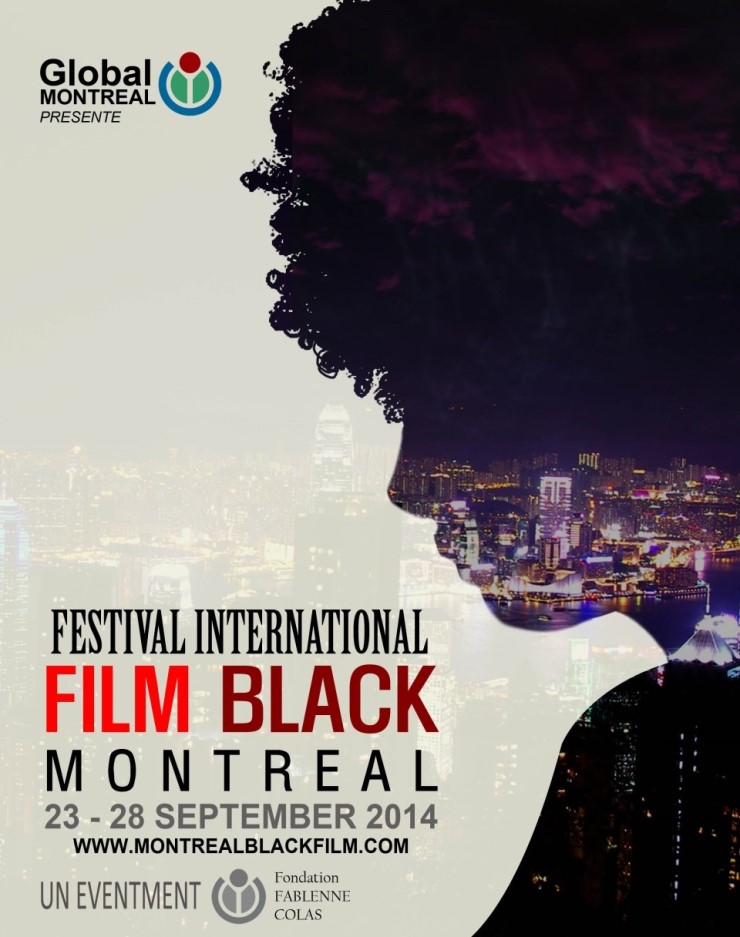 Global
MONTREAL
PRESENTE
FESTIVAL INTERNATIONAL
FILM BLACK
MONTREAL
23 - 28 SEPTEMBER 2014
WWW.MONTREALBLACKFILM.COM
UN EVENTMENT
Fondation
FABLENNE
COLAS